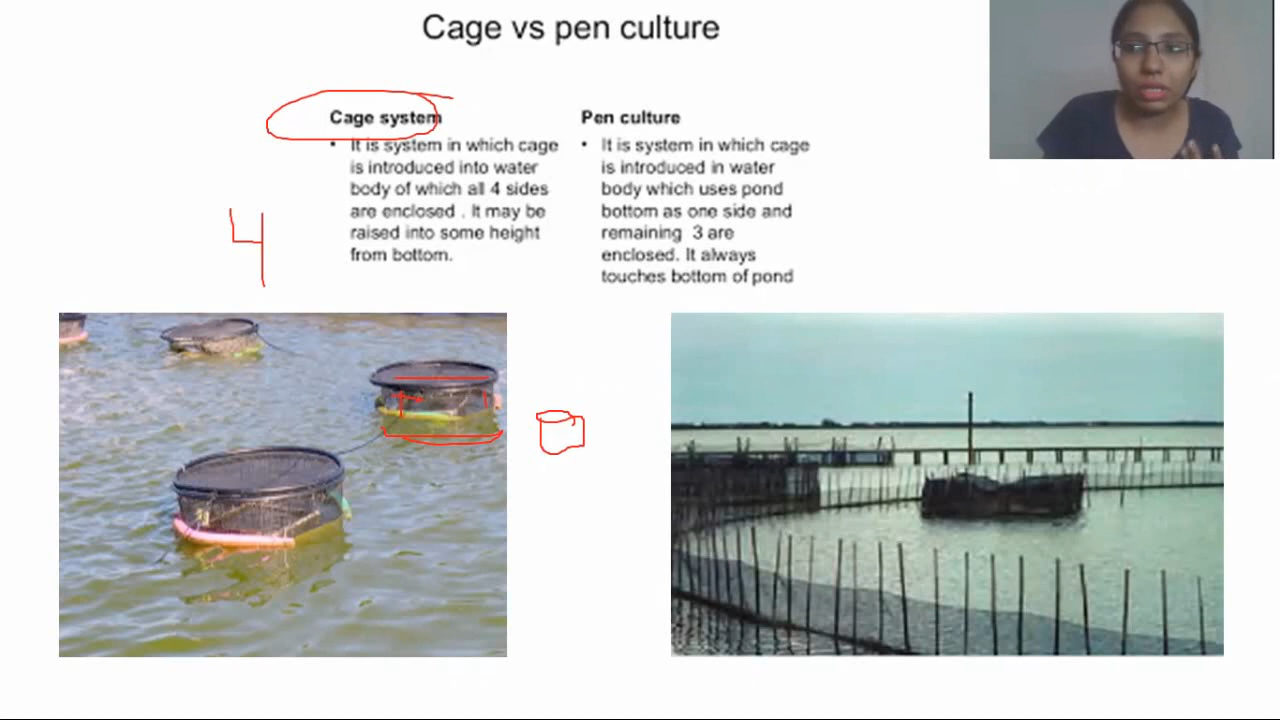 Cage vs pen culture
Cage system
• It is system in which cage
is introduced into water
body of which all 4 sides
are enclosed . It may be
raised into some height
from bottom.
Pen culture
• It is system in which cage
is introduced in water
body which uses pond
bottom as one side and
remaining 3 are
enclosed. It always
touches bottom of pond
4